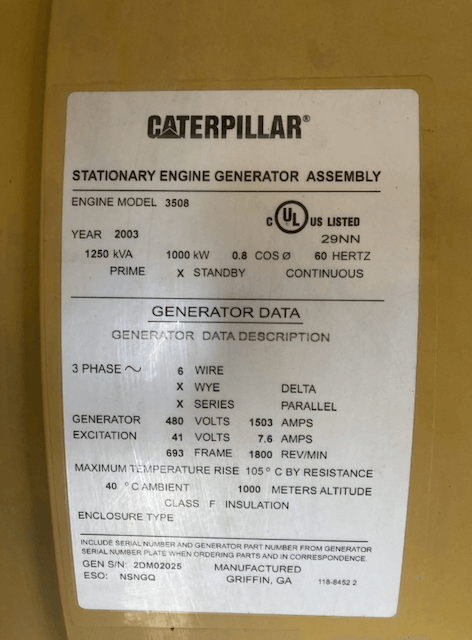 CATERPILLAR®
STATIONARY ENGINE GENERATOR ASSEMBLY
ENGINE MODEL 3508
C UL US LISTED
29NN
YEAR 2003
1250 kVA 1000 kW 0.8 COS Ø 60 HERTZ
PRIME X STANDBY CONTINUOUS
GENERATOR DATA
GENERATOR DATA DESCRIPTION
3 PHASE ~ 6 WIRE
X WYE DELTA
X SERIES PARALLEL
GENERATOR 480 VOLTS 1503 AMPS
EXCITATION 41 VOLTS 7.6 AMPS
693 FRAME 1800 REV/MIN
MAXIMUM TEMPERATURE RISE 105° C BY RESISTANCE
40 °C AMBIENT 1000 METERS ALTITUDE
CLASS F INSULATION
ENCLOSURE TYPE
INCLUDE SERIAL NUMBER AND GENERATOR PART NUMBER FROM GENERATOR
SERIAL NUMBER PLATE WHEN ORDERING PARTS AND IN CORRESPONDENCE.
GEN S/N: 2DM02025 MANUFACTURED
ESO: NSNGQ GRIFFIN, GA 118-8452 2